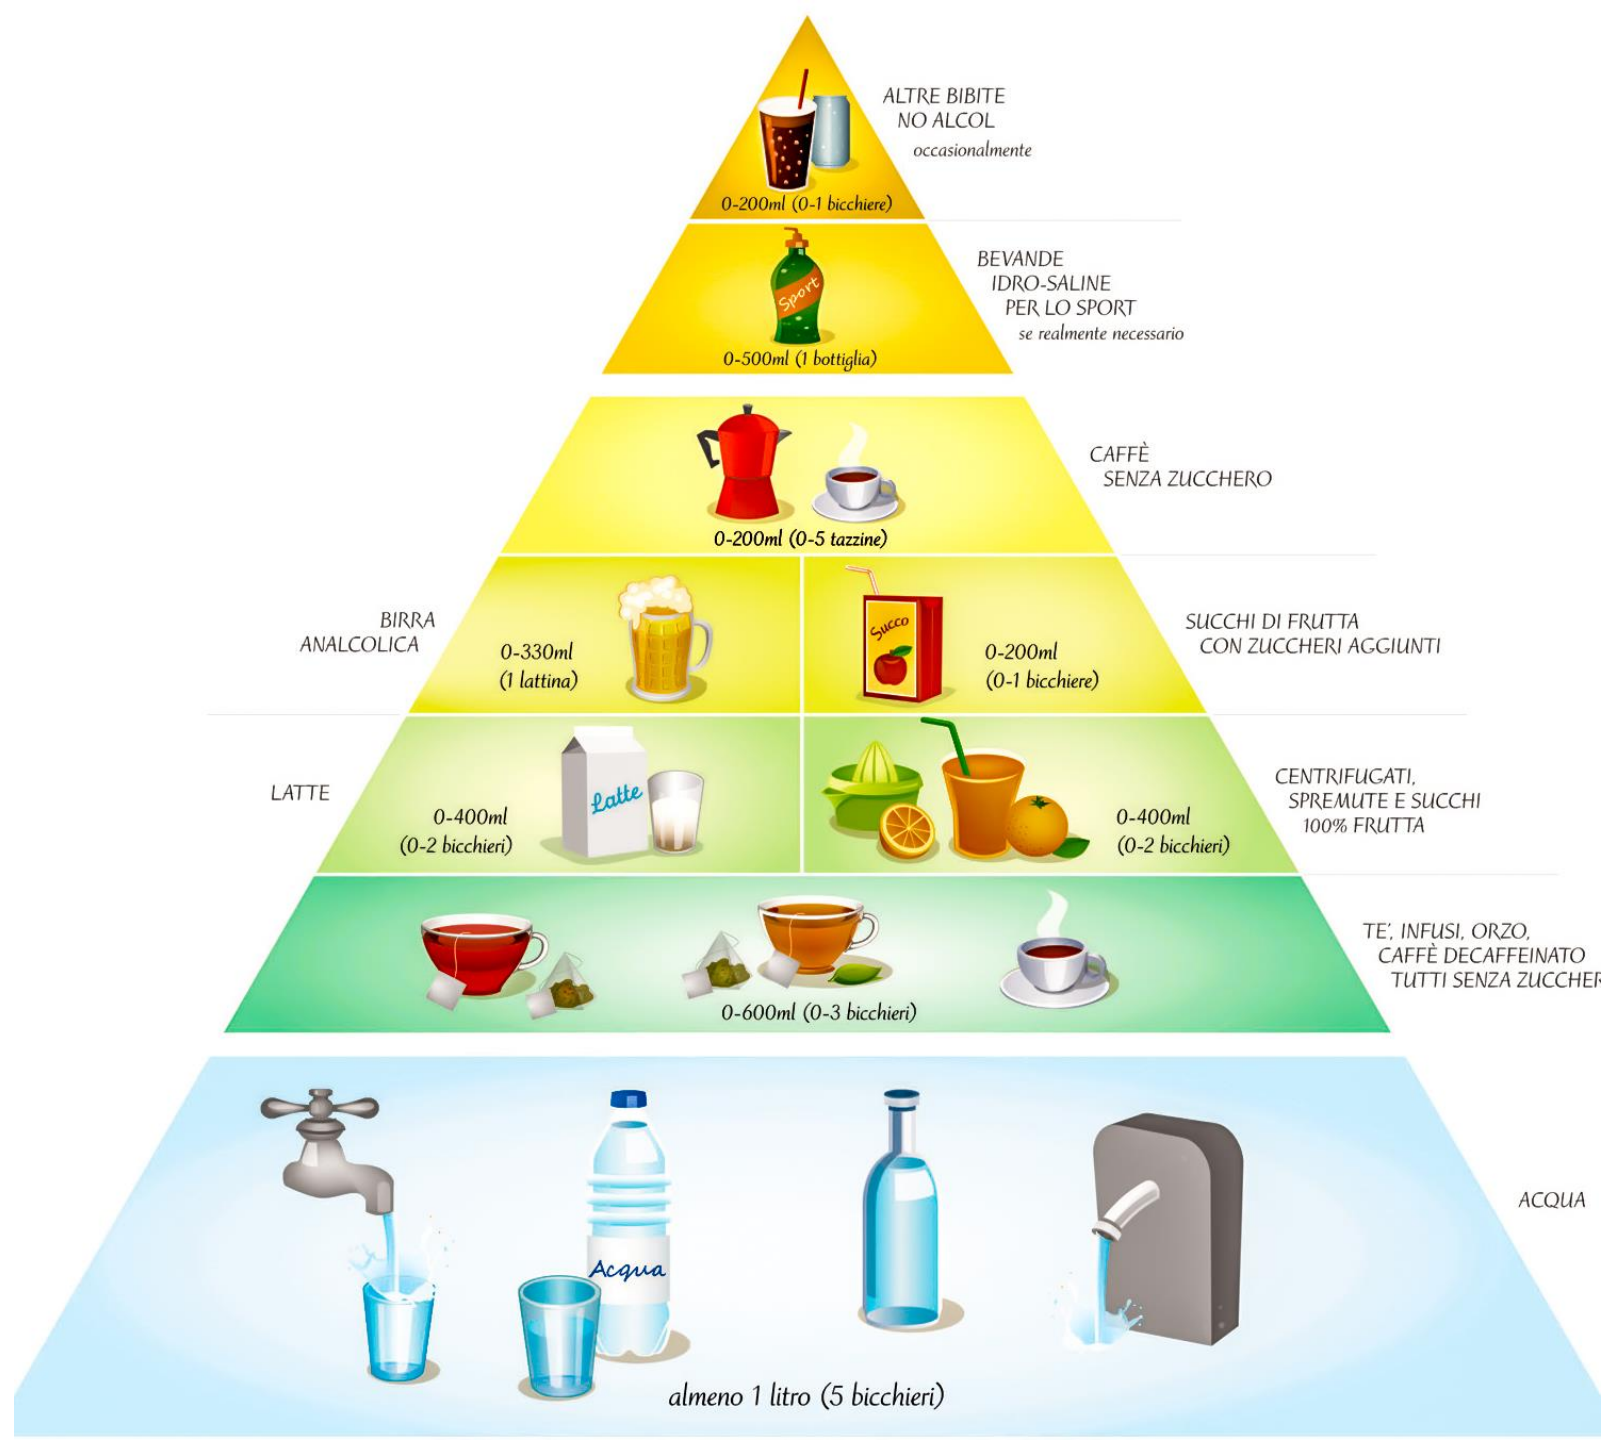 ALTRE BIBITE
NO ALCOL
occasionalmente
0-200ml (0-1 bicchiere)
BEVANDE
IDRO-SALINE
PER LO SPORT
se realmente necessario
Sport
0-500ml (1 bottiglia)
CAFFÈ
SENZA ZUCCHERO
0-200ml (0-5 tazzine)
BIRRA
ANALCOLICA
0-330ml
(1 lattina)
Succo
0-200ml
(0-1 bicchiere)
SUCCHI DI FRUTTA
CON ZUCCHERI AGGIUNTI
LATTE
0-400ml
(0-2 bicchieri)
Latte
0-400ml
(0-2 bicchieri)
CENTRIFUGATI,
SPREMUTE E SUCCHI
100% FRUTTA
TE', INFUSI, ORZO,
CAFFÈ DECAFFEINATO
TUTTI SENZA ZUCCHER
0-600ml (0-3 bicchieri)
ACQUA
Acqua
almeno 1 litro (5 bicchieri)